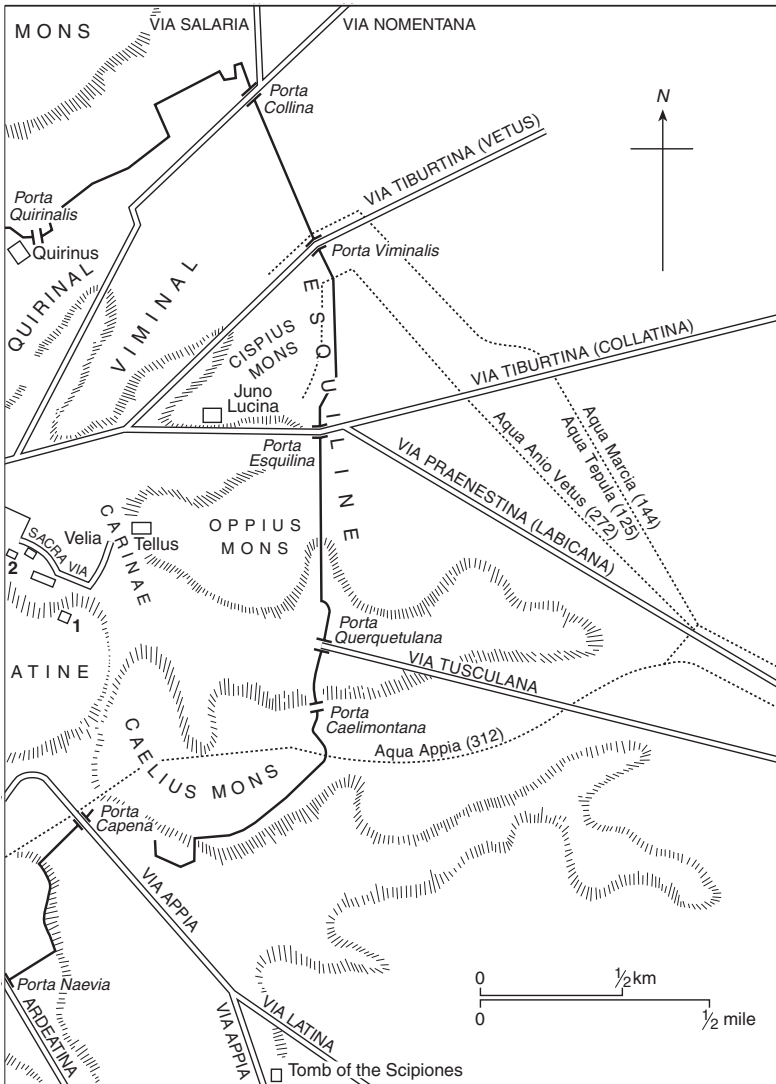 MONS
VIA SALARIA
VIA NOMENTANA
Porta
Collina
N
VIA TIBURTINA (VETUS)
Porta
Quirinalis
Quirinus
Porta Viminalis
QUIRINAL
VIMINAL
ESQUILINE
CISPIUS
MONS
VIA TIBURTINA (COLLATINA)
Juno
Lucina
Porta
Esquilina
Aqua Marcia (144)
Aqua Tepula (125)
Aqua Anio Vetus (272)
VIA PRAENESTINA (LABICANA)
CARINAE
OPPIUS
MONS
Velia
Tellus
SACRA VIA
2
1
Porta
Querquetulana
ATINE
VIA TUSCULANA
Porta
Caelimontana
CAELIUS MONS
Aqua Appia (312)
Porta
Capena
VIA APPIA
Porta Naevia
ARDEATINA
VIA APPIA
VIA LATINA
Tomb of the Scipiones
0
½ km
0
½ mile